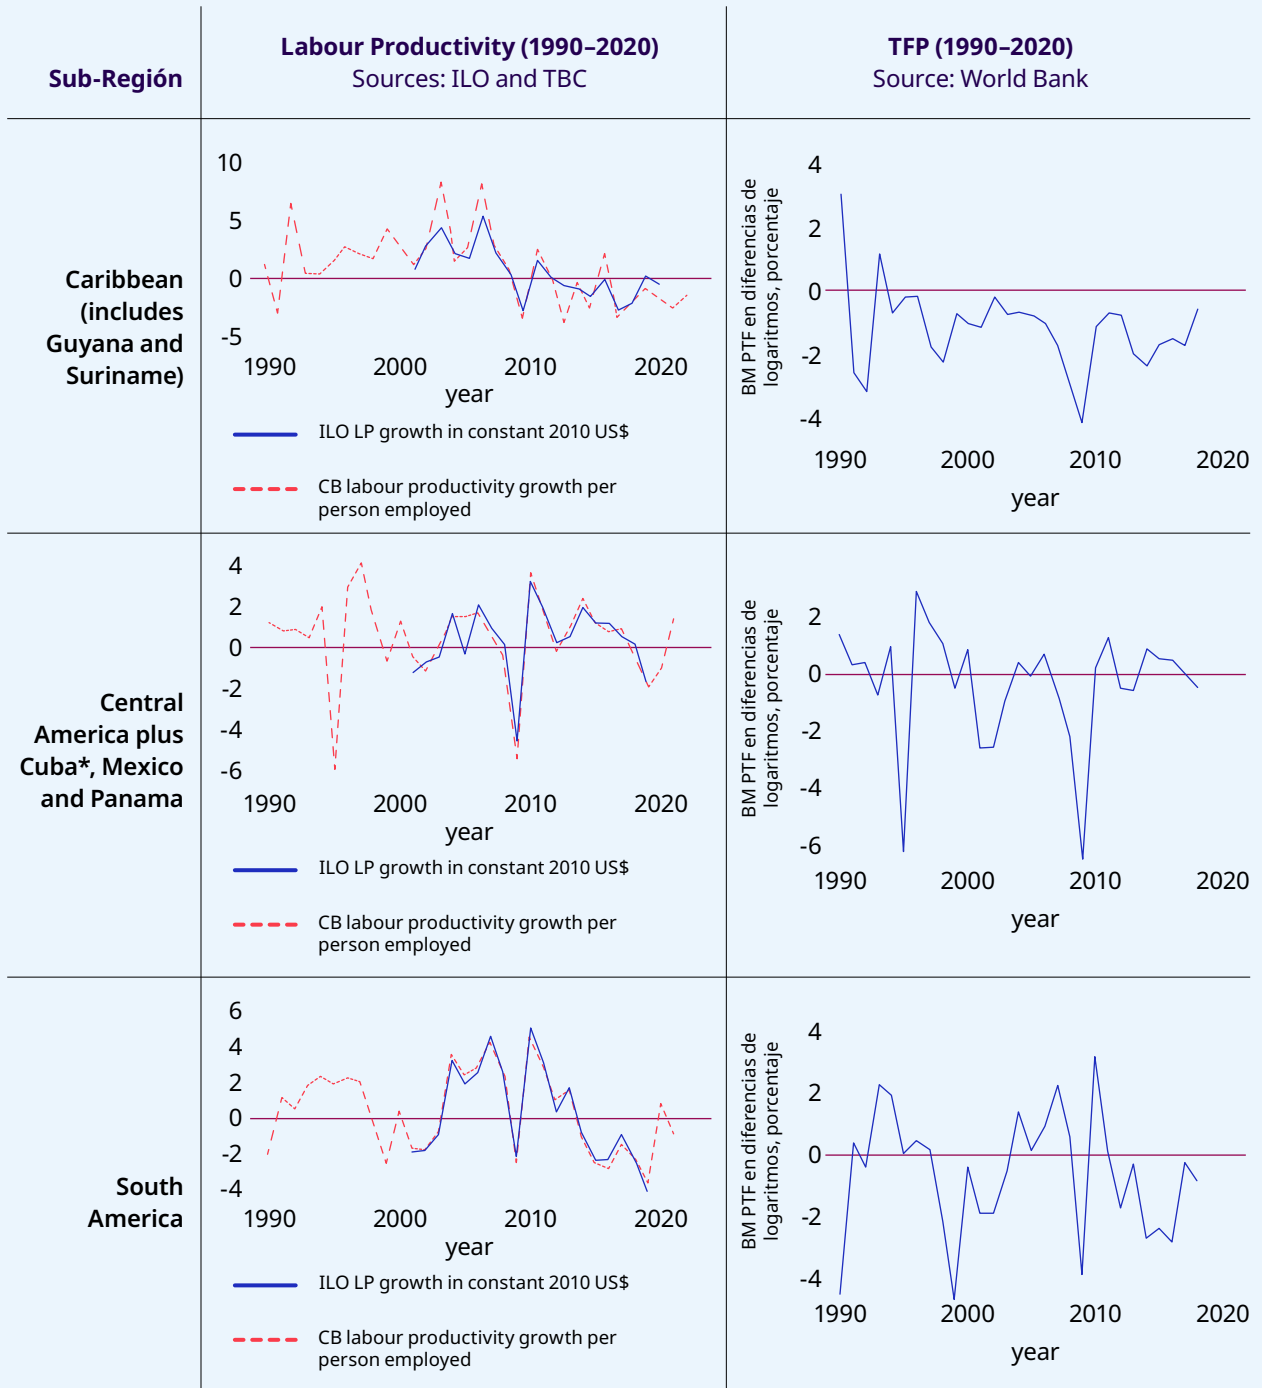 Sub-Región
Labour Productivity (1990–2020)
Sources: ILO and TBC
TFP (1990–2020)
Source: World Bank
Caribbean
(includes
Guyana and
Suriname)
10
5
0
-5
1990 2000 2010 2020
year
ILO LP growth in constant 2010 US$
CB labour productivity growth per
person employed
BM PTF en diferencias de
logaritmos, porcentaje
4
2
0
-2
-4
1990 2000 2010 2020
year
Central
America plus
Cuba*, Mexico
and Panama
4
2
0
-2
-4
-6
1990 2000 2010 2020
year
ILO LP growth in constant 2010 US$
CB labour productivity growth per
person employed
BM PTF en diferencias de
logaritmos, porcentaje
2
0
-2
-4
-6
1990 2000 2010 2020
year
South
America
6
4
2
0
-2
-4
1990 2000 2010 2020
year
ILO LP growth in constant 2010 US$
CB labour productivity growth per
person employed
BM PTF en diferencias de
logaritmos, porcentaje
4
2
0
-2
-4
1990 2000 2010 2020
year